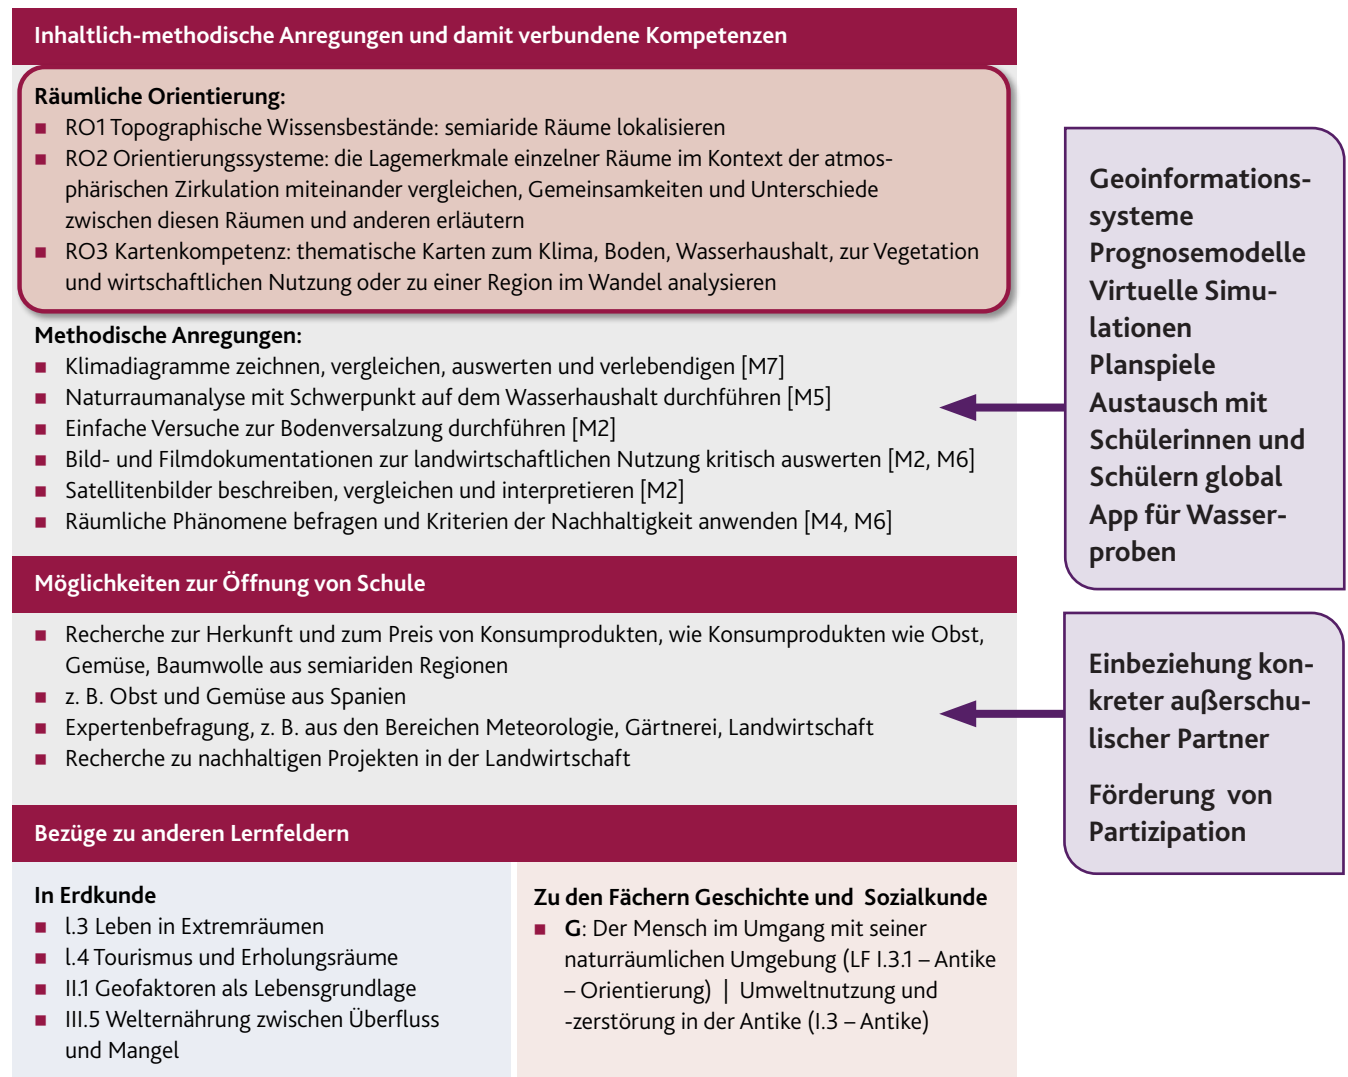 Inhaltlich-methodische Anregungen und damit verbundene Kompetenzen
Räumliche Orientierung:
RO1 Topographische Wissensbestände: semiaride Räume lokalisieren
RO2 Orientierungssysteme: die Lagemerkmale einzelner Räume im Kontext der atmos-
phärischen Zirkulation miteinander vergleichen, Gemeinsamkeiten und Unterschiede
zwischen diesen Räumen und anderen erläutern
RO3 Kartenkompetenz: thematische Karten zum Klima, Boden, Wasserhaushalt, zur Vegetation
und wirtschaftlichen Nutzung oder zu einer Region im Wandel analysieren
Methodische Anregungen:
Klimadiagramme zeichnen, vergleichen, auswerten und verlebendigen [M7]
Naturraumanalyse mit Schwerpunkt auf dem Wasserhaushalt durchführen [M5]
Einfache Versuche zur Bodenversalzung durchführen [M2]
Bild- und Filmdokumentationen zur landwirtschaftlichen Nutzung kritisch auswerten [M2, M6]
Satellitenbilder beschreiben, vergleichen und interpretieren [M2]
Räumliche Phänomene befragen und Kriterien der Nachhaltigkeit anwenden [M4, M6]
Geoinformations-
systeme
Prognosemodelle
Virtuelle Simu-
lationen
Planspiele
Austausch mit
Schülerinnen und
Schülern global
App für Wasser-
proben
Möglichkeiten zur Öffnung von Schule
Recherche zur Herkunft und zum Preis von Konsumprodukten, wie Konsumprodukten wie Obst,
Gemüse, Baumwolle aus semiariden Regionen
z. B. Obst und Gemüse aus Spanien
Expertenbefragung, z. B. aus den Bereichen Meteorologie, Gärtnerei, Landwirtschaft
Recherche zu nachhaltigen Projekten in der Landwirtschaft
Einbeziehung kon-
kreter außerschu-
lischer Partner
Förderung von
Partizipation
Bezüge zu anderen Lernfeldern
In Erdkunde
l.3 Leben in Extremräumen
l.4 Tourismus und Erholungsräume
II.1 Geofaktoren als Lebensgrundlage
III.5 Welternährung zwischen Überfluss
und Mangel
Zu den Fächern Geschichte und Sozialkunde
G: Der Mensch im Umgang mit seiner
naturräumlichen Umgebung (LF I.3.1 – Antike
– Orientierung) | Umweltnutzung und
-zerstörung in der Antike (I.3 – Antike)